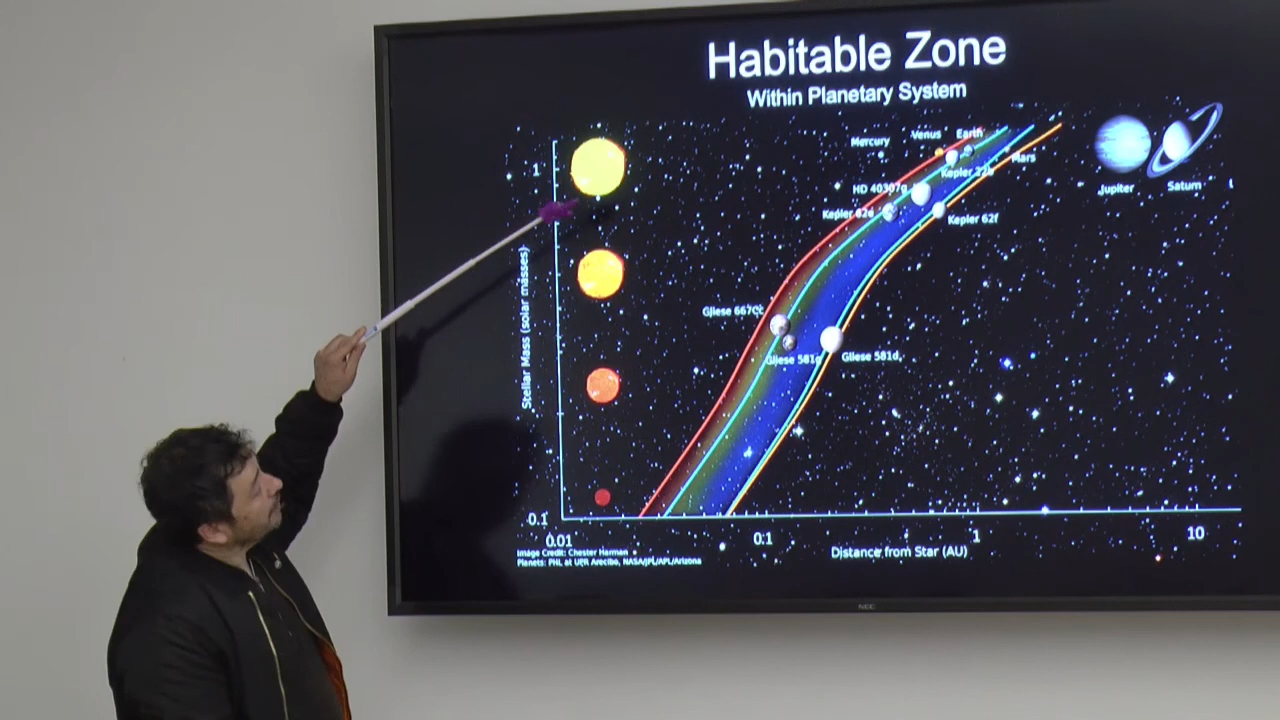 Habitable Zone
Within Planetary System
Mercury
Venus
Earth
Mars
Kepler 22b
HD 40307g
Kepler 62e
Kepler 62f
Jupiter
Saturn
1
Stellar Mass (solar masses)
Gliese 667Cc
Gliese 581g
Gliese 581d
0.1
0.01
0.1
1
10
Distance from Star (AU)
Image Credit: Chester Harman
Planets: PHL at UPR Arecibo, NASA/JPL/APL/Arizona
NEC